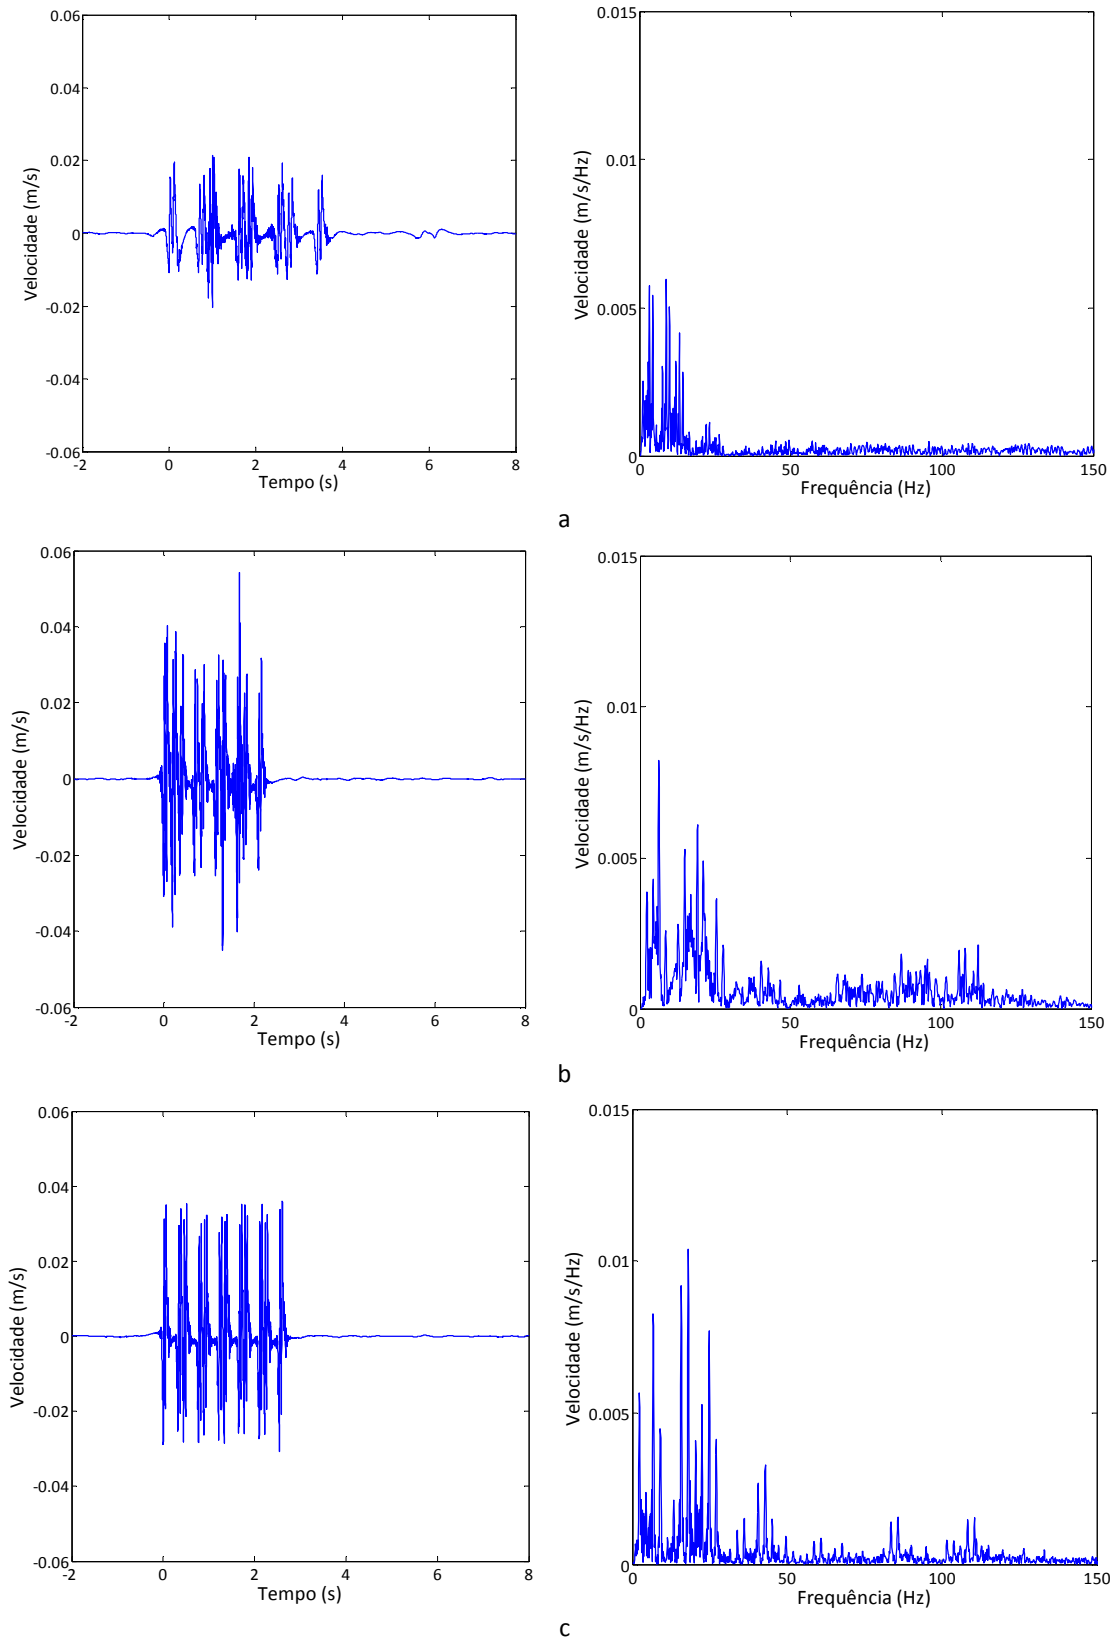 0.06
0.04
0.02
0
-0.02
-0.04
-0.06
Velocidade (m/s)
-2 0 2 4 6 8
Tempo (s)
0.015
0.01
0.005
0
Velocidade (m/s/Hz)
0 50 100 150
Frequência (Hz)
a
0.06
0.04
0.02
0
-0.02
-0.04
-0.06
Velocidade (m/s)
-2 0 2 4 6 8
Tempo (s)
0.015
0.01
0.005
0
Velocidade (m/s/Hz)
0 50 100 150
Frequência (Hz)
b
0.06
0.04
0.02
0
-0.02
-0.04
-0.06
Velocidade (m/s)
-2 0 2 4 6 8
Tempo (s)
0.015
0.01
0.005
0
Velocidade (m/s/Hz)
0 50 100 150
Frequência (Hz)
c